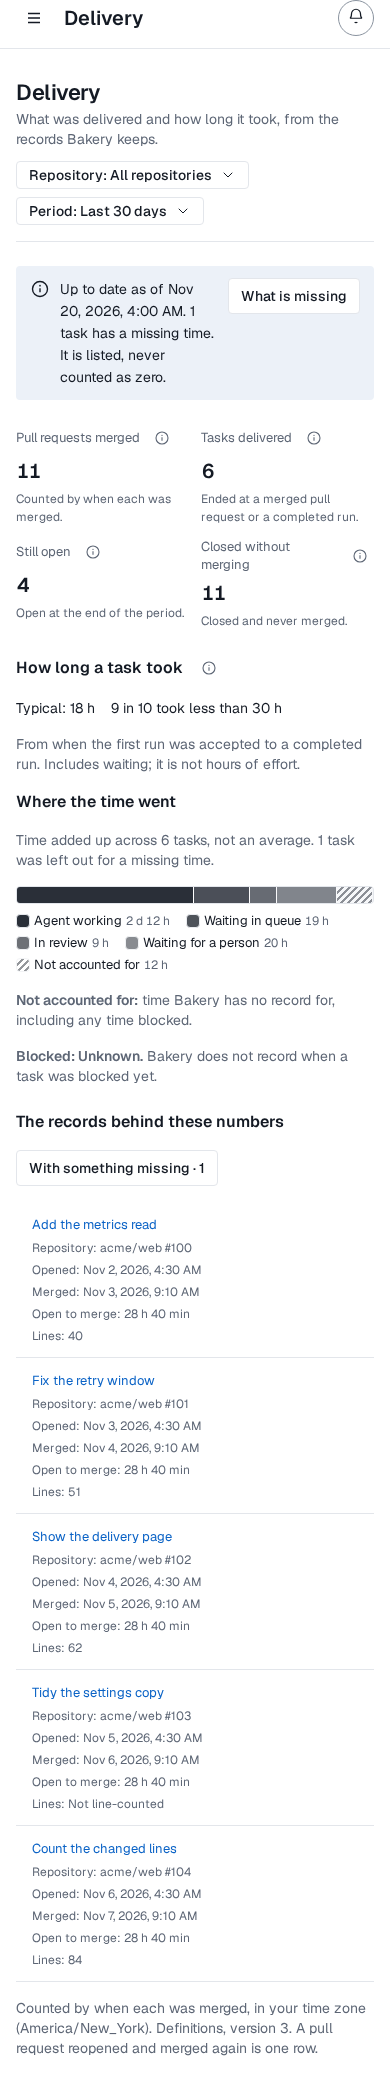 Delivery
Delivery
What was delivered and how long it took, from the
records Bakery keeps.
Repository: All repositories
Period: Last 30 days
Up to date as of Nov
20, 2026, 4:00 AM. 1
task has a missing time.
It is listed, never
counted as zero.
What is missing
Pull requests merged
11
Counted by when each was
merged.
Tasks delivered
6
Ended at a merged pull
request or a completed run.
Still open
4
Open at the end of the period.
Closed without
merging
11
Closed and never merged.
How long a task took
Typical: 18 h 9 in 10 took less than 30 h
From when the first run was accepted to a completed
run. Includes waiting; it is not hours of effort.
Where the time went
Time added up across 6 tasks, not an average. 1 task
was left out for a missing time.
Agent working 2 d 12 h Waiting in queue 19 h
In review 9 h Waiting for a person 20 h
Not accounted for 12 h
Not accounted for: time Bakery has no record for,
including any time blocked.
Blocked: Unknown. Bakery does not record when a
task was blocked yet.
The records behind these numbers
With something missing · 1
Add the metrics read
Repository: acme/web #100
Opened: Nov 2, 2026, 4:30 AM
Merged: Nov 3, 2026, 9:10 AM
Open to merge: 28 h 40 min
Lines: 40
Fix the retry window
Repository: acme/web #101
Opened: Nov 3, 2026, 4:30 AM
Merged: Nov 4, 2026, 9:10 AM
Open to merge: 28 h 40 min
Lines: 51
Show the delivery page
Repository: acme/web #102
Opened: Nov 4, 2026, 4:30 AM
Merged: Nov 5, 2026, 9:10 AM
Open to merge: 28 h 40 min
Lines: 62
Tidy the settings copy
Repository: acme/web #103
Opened: Nov 5, 2026, 4:30 AM
Merged: Nov 6, 2026, 9:10 AM
Open to merge: 28 h 40 min
Lines: Not line-counted
Count the changed lines
Repository: acme/web #104
Opened: Nov 6, 2026, 4:30 AM
Merged: Nov 7, 2026, 9:10 AM
Open to merge: 28 h 40 min
Lines: 84
Counted by when each was merged, in your time zone
(America/New_York). Definitions, version 3. A pull
request reopened and merged again is one row.